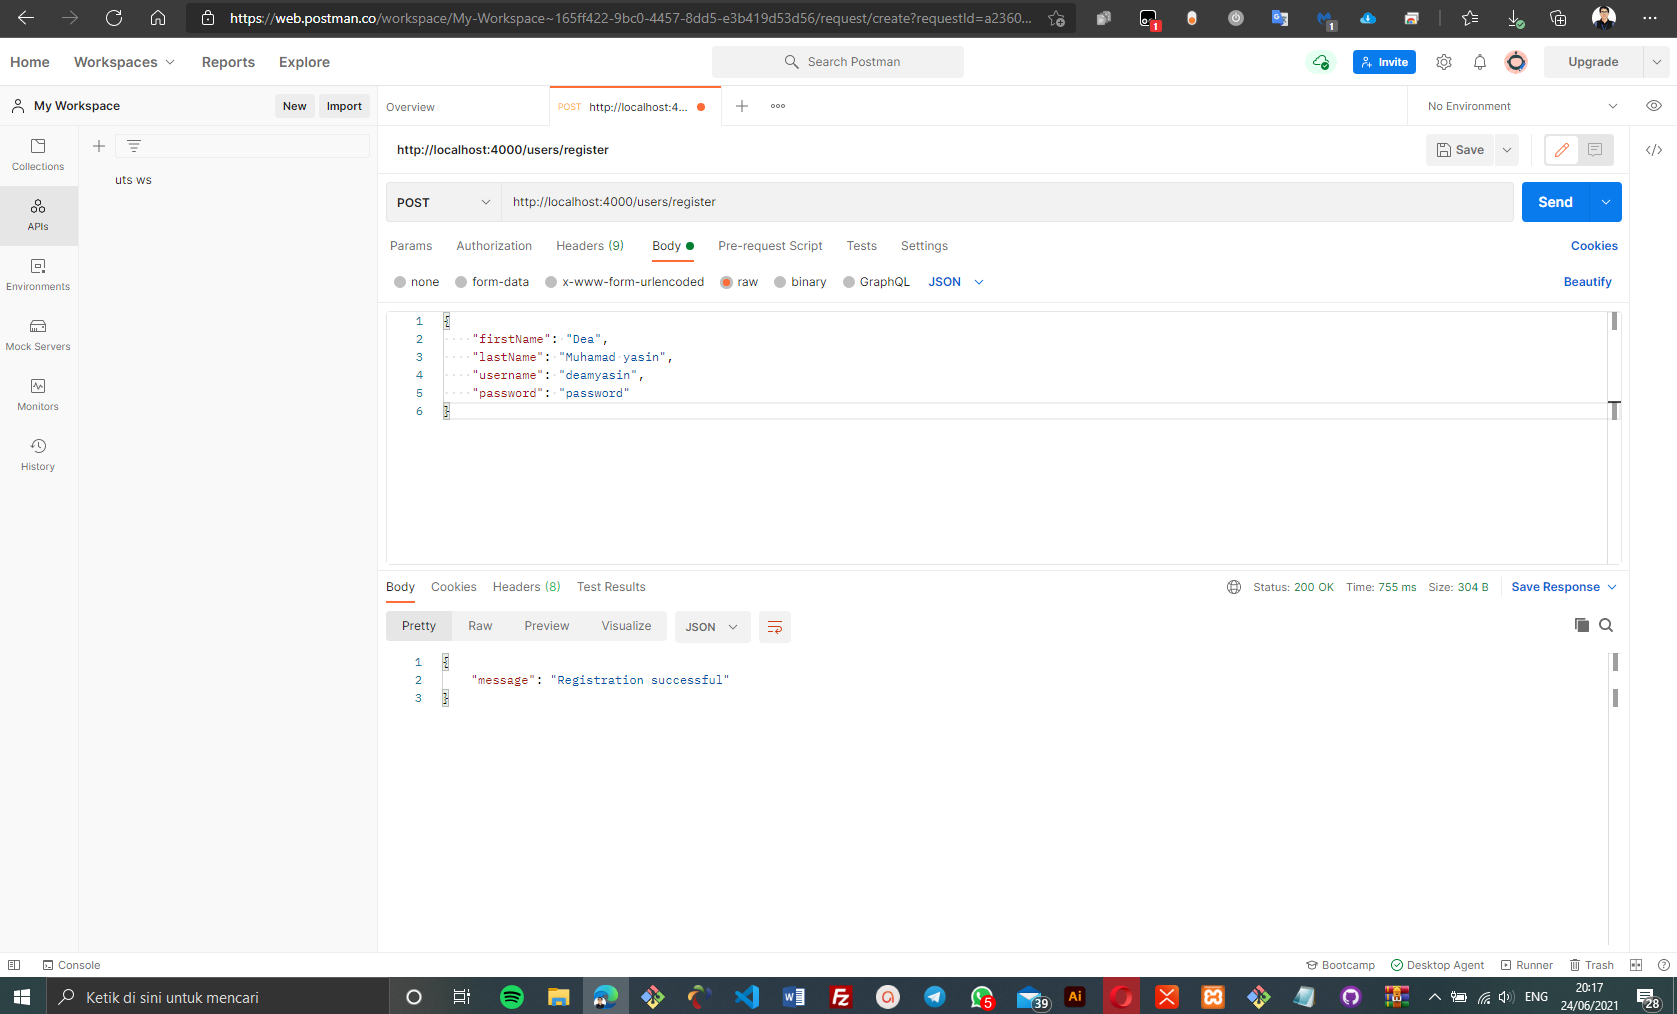 https://web.postman.co/workspace/My-Workspace~165ff422-9bc0-4457-8dd5-e3b419d53d56/request/create?requestId=a2360...
1
1
Home Workspaces Reports Explore
Search Postman
Invite
Upgrade
My Workspace
New Import
Overview
POST http://localhost:4...
No Environment
Collections
uts ws
APIs
Environments
Mock Servers
Monitors
History
http://localhost:4000/users/register
Save
POST http://localhost:4000/users/register
Send
Params Authorization Headers (9) Body Pre-request Script Tests Settings
Cookies
none form-data x-www-form-urlencoded raw binary GraphQL JSON
Beautify
1 {
2 "firstName": "Dea",
3 "lastName": "Muhamad yasin",
4 "username": "deamyasin",
5 "password": "password"
6 }
Body Cookies Headers (8) Test Results
Status: 200 OK Time: 755 ms Size: 304 B
Save Response
Pretty Raw Preview Visualize JSON
1 {
2 "message": "Registration successful"
3 }
Console
Bootcamp Desktop Agent Runner Trash
Ketik di sini untuk mencari
5
39
Ai
ENG
20:17
24/06/2021
28